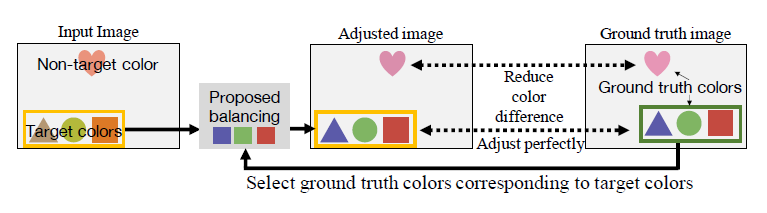 Input Image
Adjusted image
Ground truth image
Non-target color
Target colors
Proposed
balancing
Reduce
color
difference
Adjust perfectly
Ground truth colors
Select ground truth colors corresponding to target colors